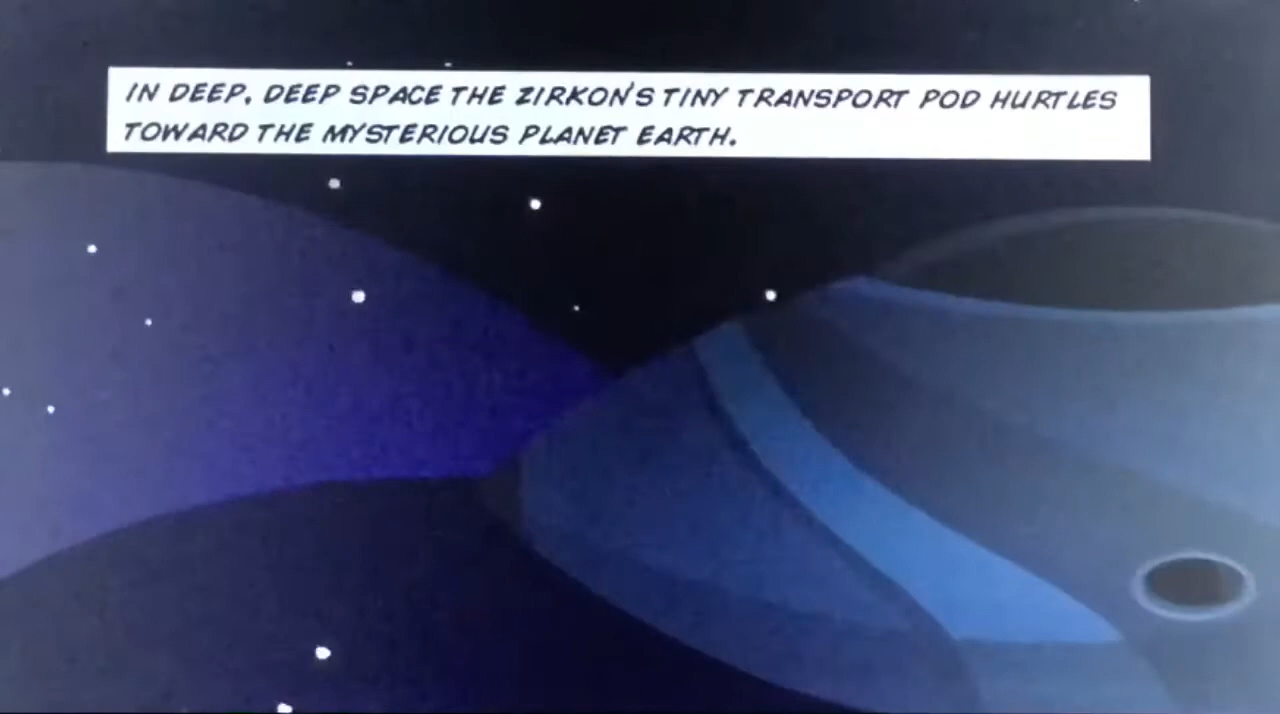 IN DEEP, DEEP SPACE THE ZIRKON'S TINY TRANSPORT POD HURTLES
TOWARD THE MYSTERIOUS PLANET EARTH.